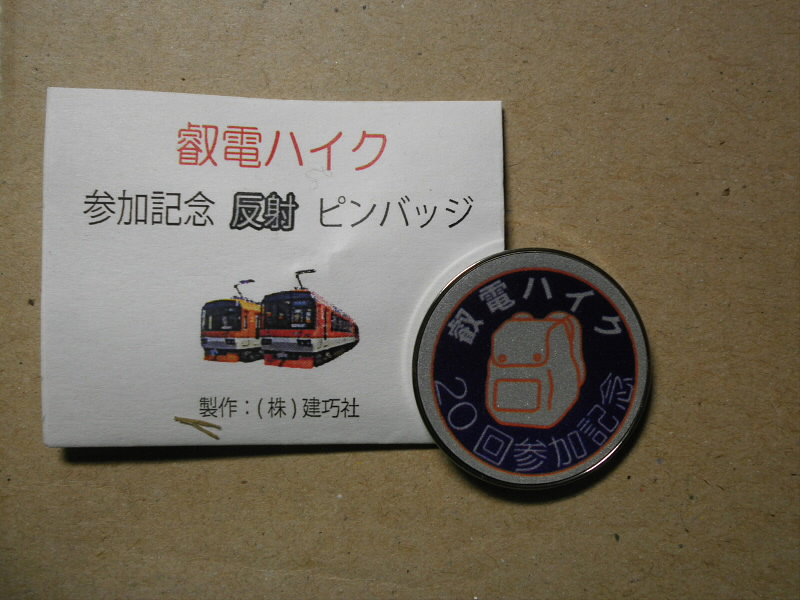 叡電ハイク
参加記念 反射 ピンバッジ
製作：(株)建巧社
叡電ハイク
20回参加記念